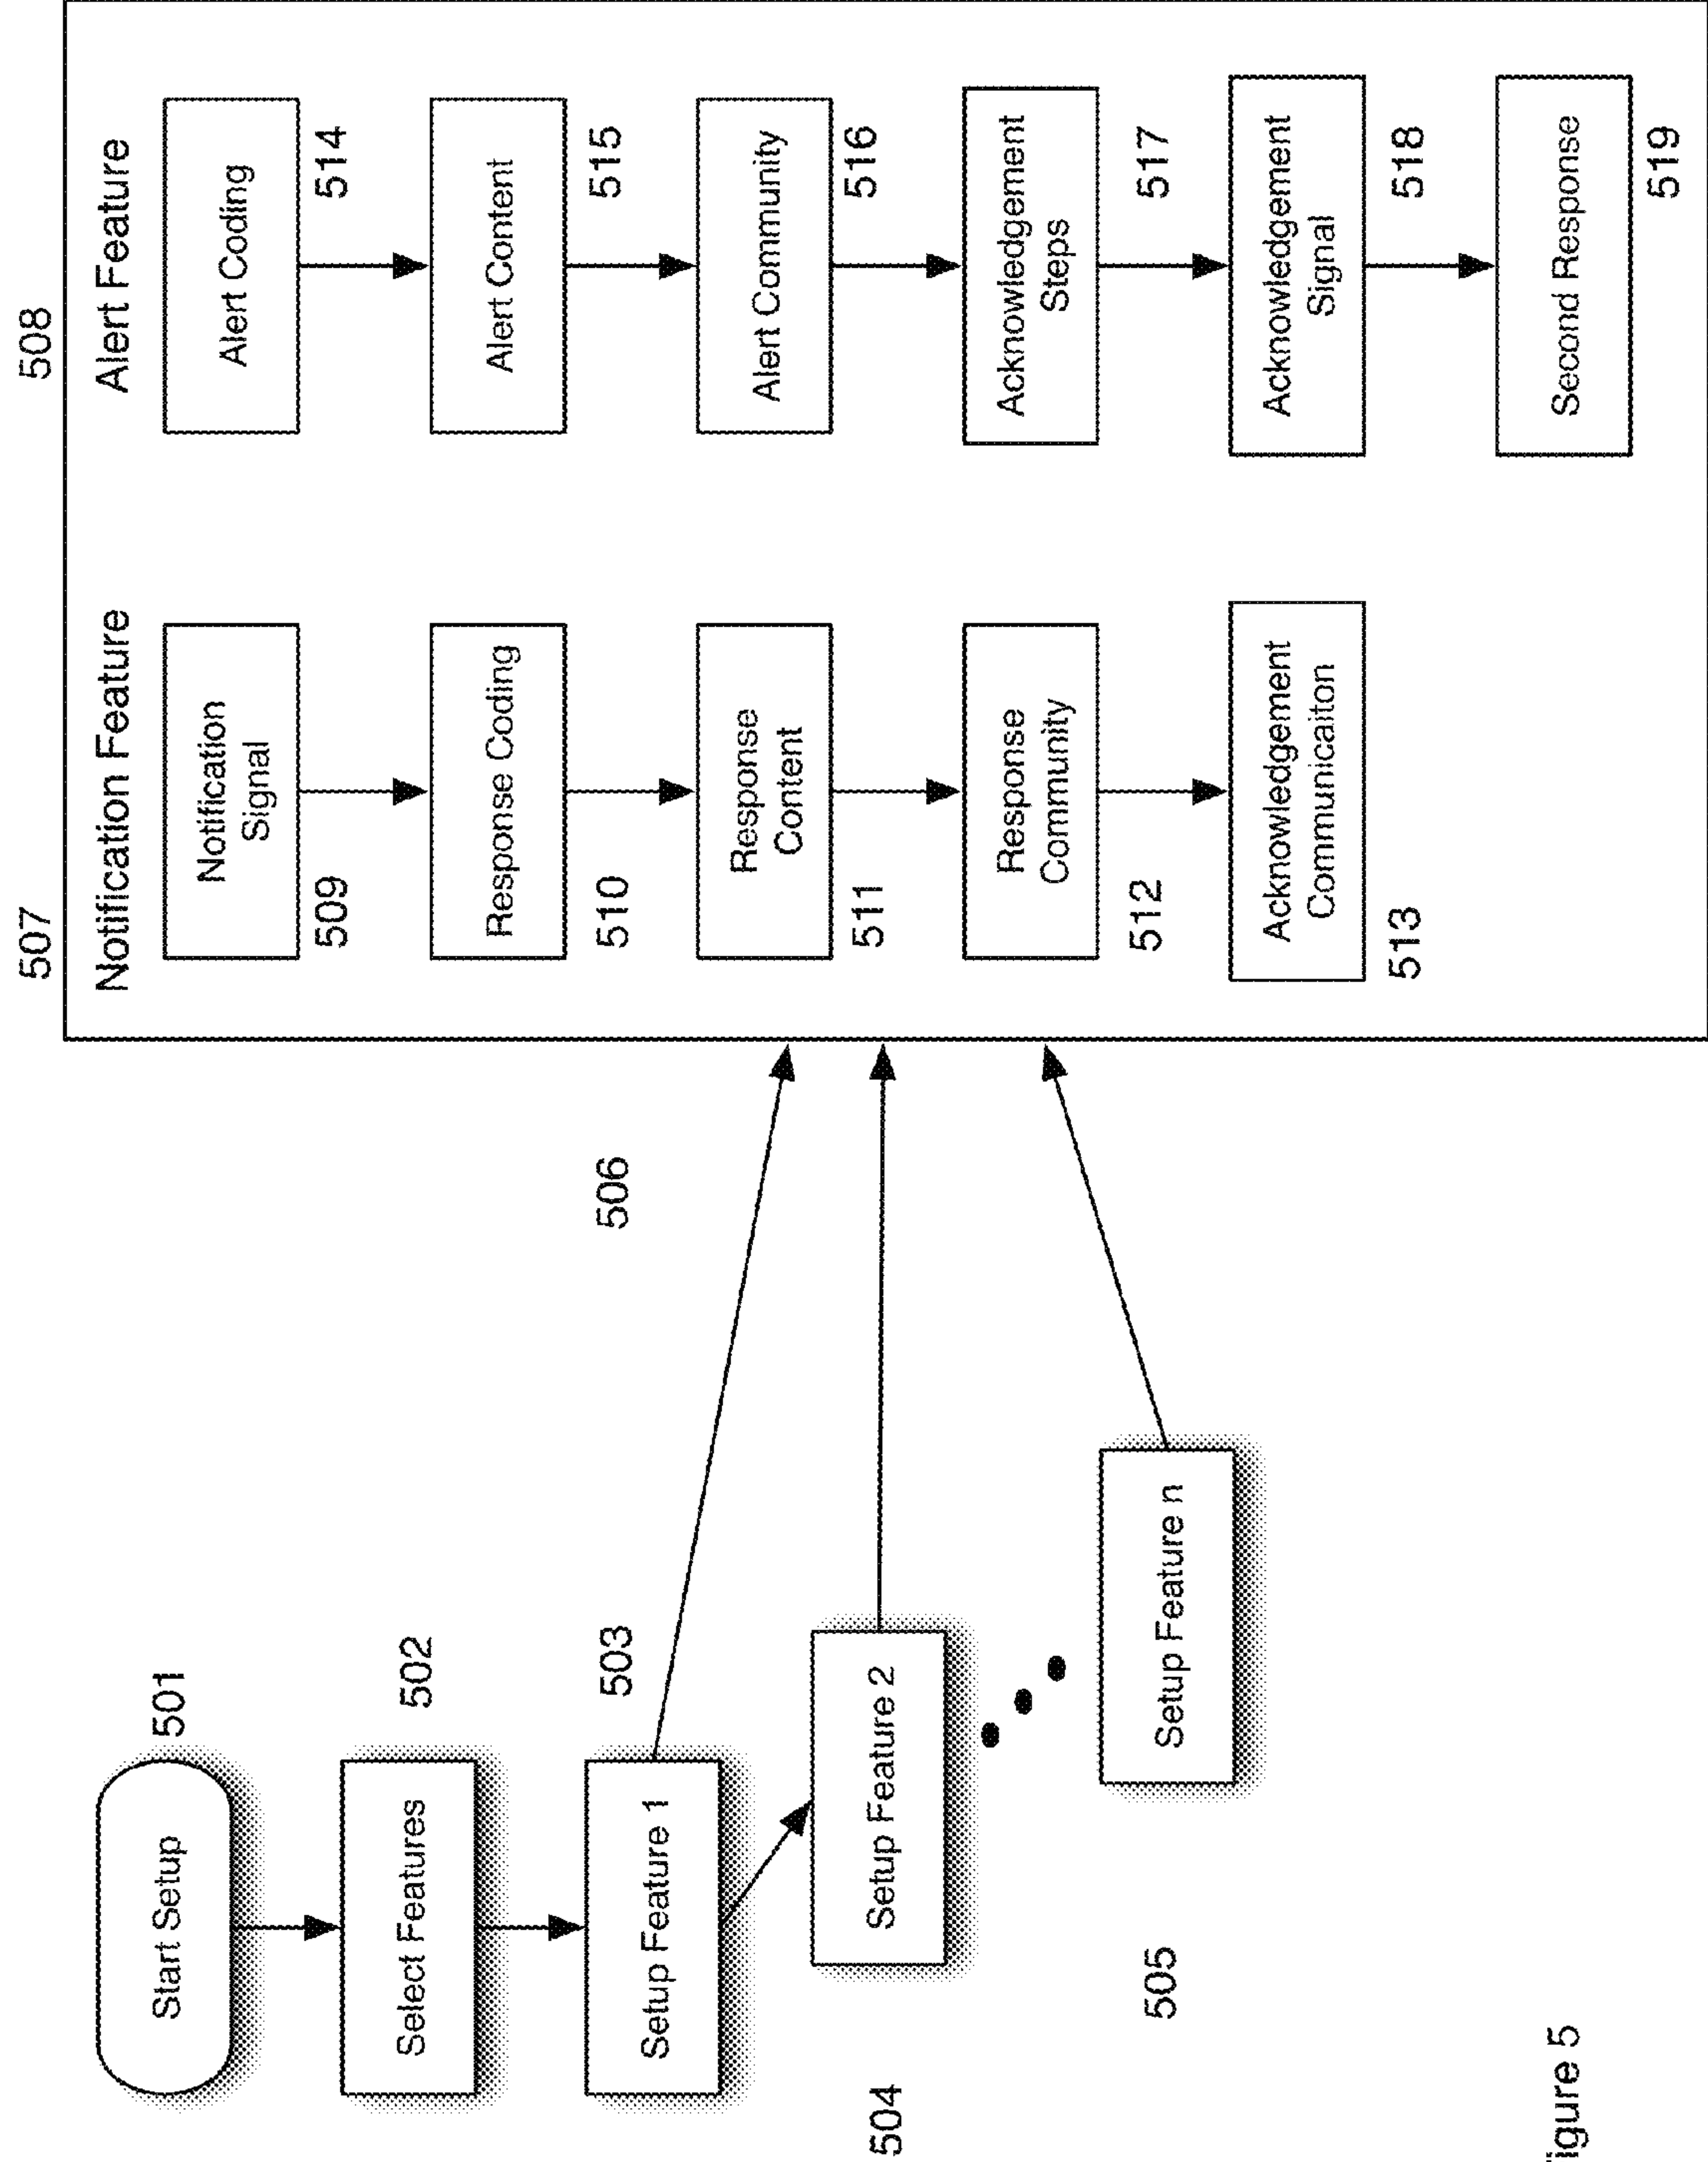 501
Start Setup
502
Select Features
503
Setup Feature 1
504
Setup Feature 2
505
Setup Feature n
506
507
508
Notification Feature
Notification
Signal
509
Response Coding
510
Response
Content
511
Response
Community
512
Acknowledgement
Communicaiton
513
Alert Feature
Alert Coding
514
Alert Content
515
Alert Community
516
Acknowledgement
Steps
517
Acknowledgement
Signal
518
Second Response
519
igure 5